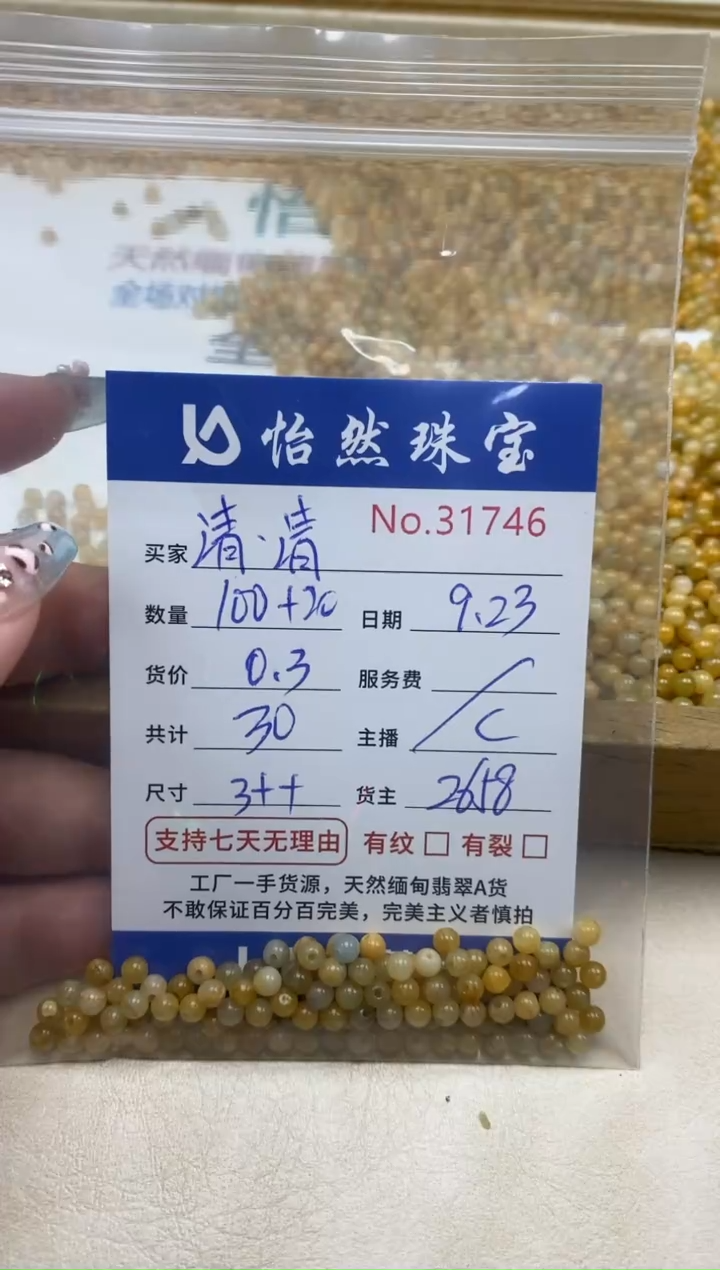 怡然珠宝
No.31746
买家 清·清
数量 100+20 日期 9.23
货价 0.3 服务费 /
共计 30 主播 C
尺寸 3++ 货主 2658
支持七天无理由 有纹 □ 有裂 □
工厂一手货源，天然缅甸翡翠A货
不敢保证百分百完美，完美主义者慎拍